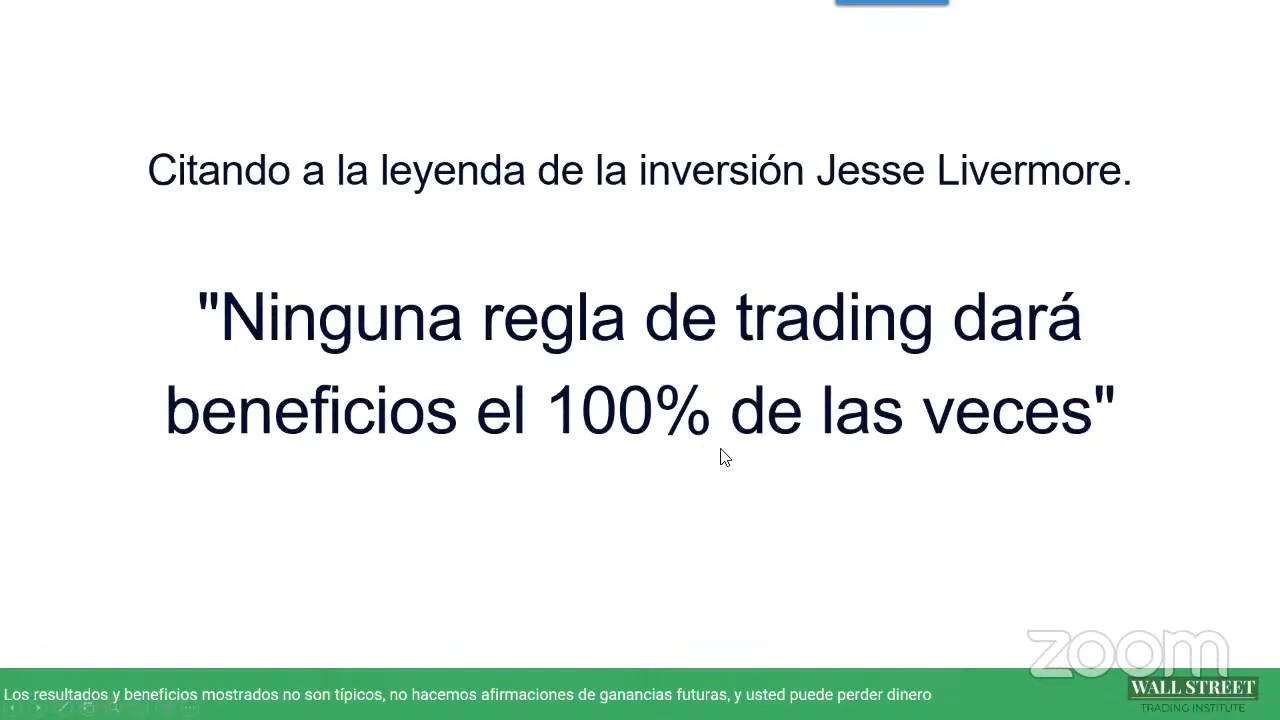 Citando a la leyenda de la inversión Jesse Livermore.
"Ninguna regla de trading dará
beneficios el 100% de las veces"
zoom
Los resultados y beneficios mostrados no son típicos, no hacemos afirmaciones de ganancias futuras, y usted puede perder dinero
WALL STREET
TRADING INSTITUTE